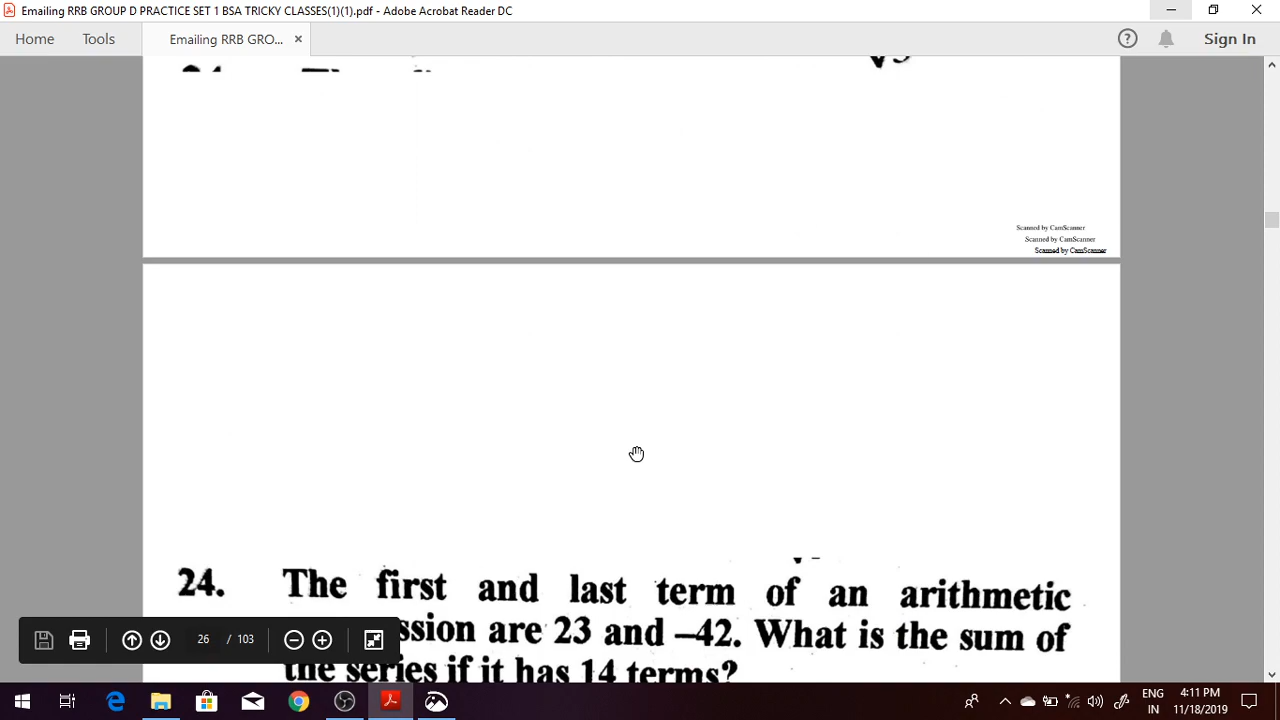 Emailing RRB GROUP D PRACTICE SET 1 BSA TRICKY CLASSES(1)(1).pdf - Adobe Acrobat Reader DC
Home Tools Emailing RRB GRO... × Sign In
Scanned by CamScanner
Scanned by CamScanner
Scanned by CamScanner
24. The first and last term of an arithmetic
ssion are 23 and –42. What is the sum of
the series if it has 14 terms?
26 / 103
ENG 4:11 PM
IN 11/18/2019